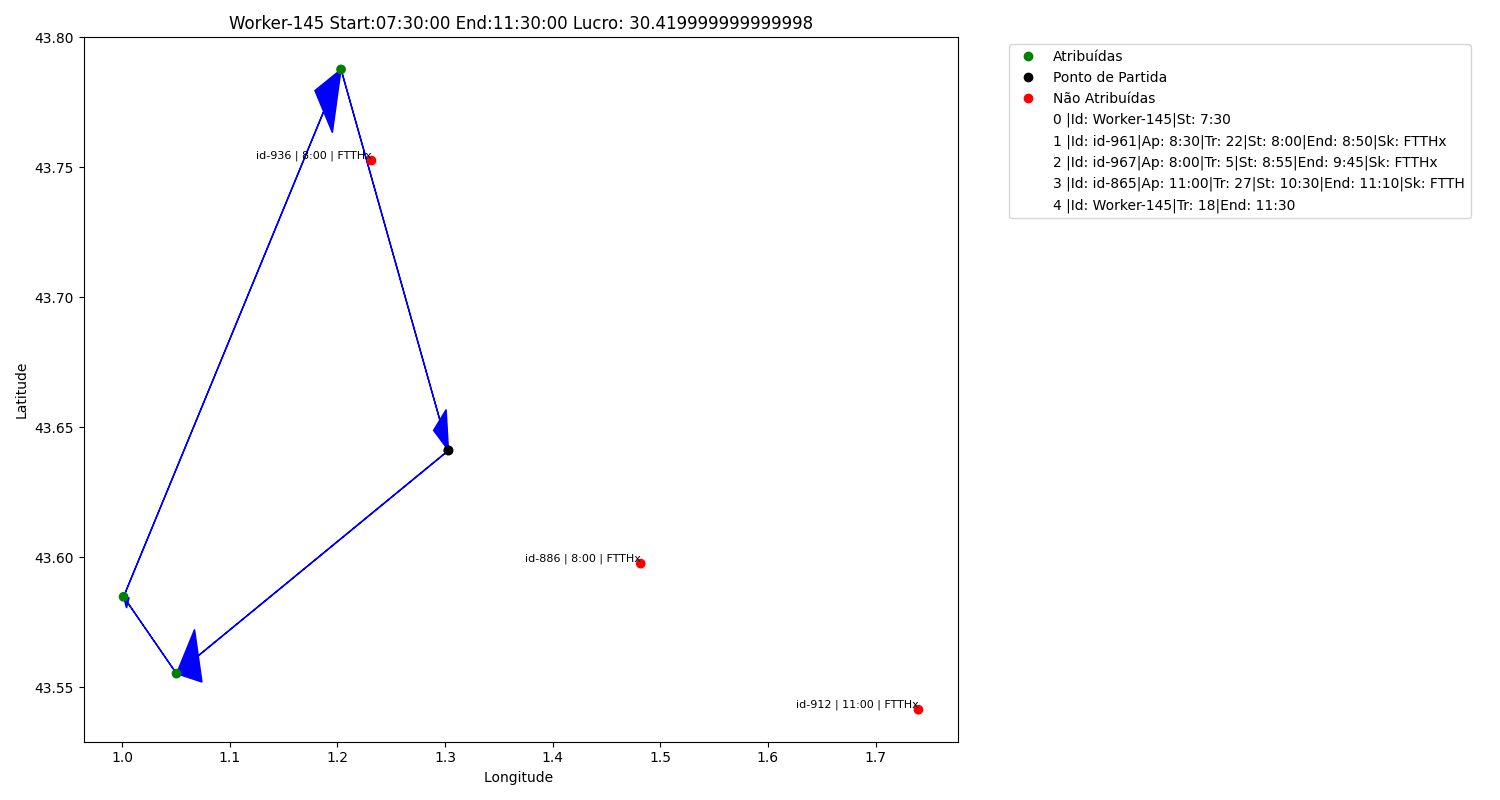 Worker-145 Start:07:30:00 End:11:30:00 Lucro: 30.419999999999998
43.80
43.75
43.70
43.65
43.60
43.55
Latitude
id-936 | 8:00 | FTTHx
id-886 | 8:00 | FTTHx
id-912 | 11:00 | FTTHx
1.0 1.1 1.2 1.3 1.4 1.5 1.6 1.7
Longitude
Atribuídas
Ponto de Partida
Não Atribuídas
0 |Id: Worker-145|St: 7:30
1 |Id: id-961|Ap: 8:30|Tr: 22|St: 8:00|End: 8:50|Sk: FTTHx
2 |Id: id-967|Ap: 8:00|Tr: 5|St: 8:55|End: 9:45|Sk: FTTHx
3 |Id: id-865|Ap: 11:00|Tr: 27|St: 10:30|End: 11:10|Sk: FTTH
4 |Id: Worker-145|Tr: 18|End: 11:30